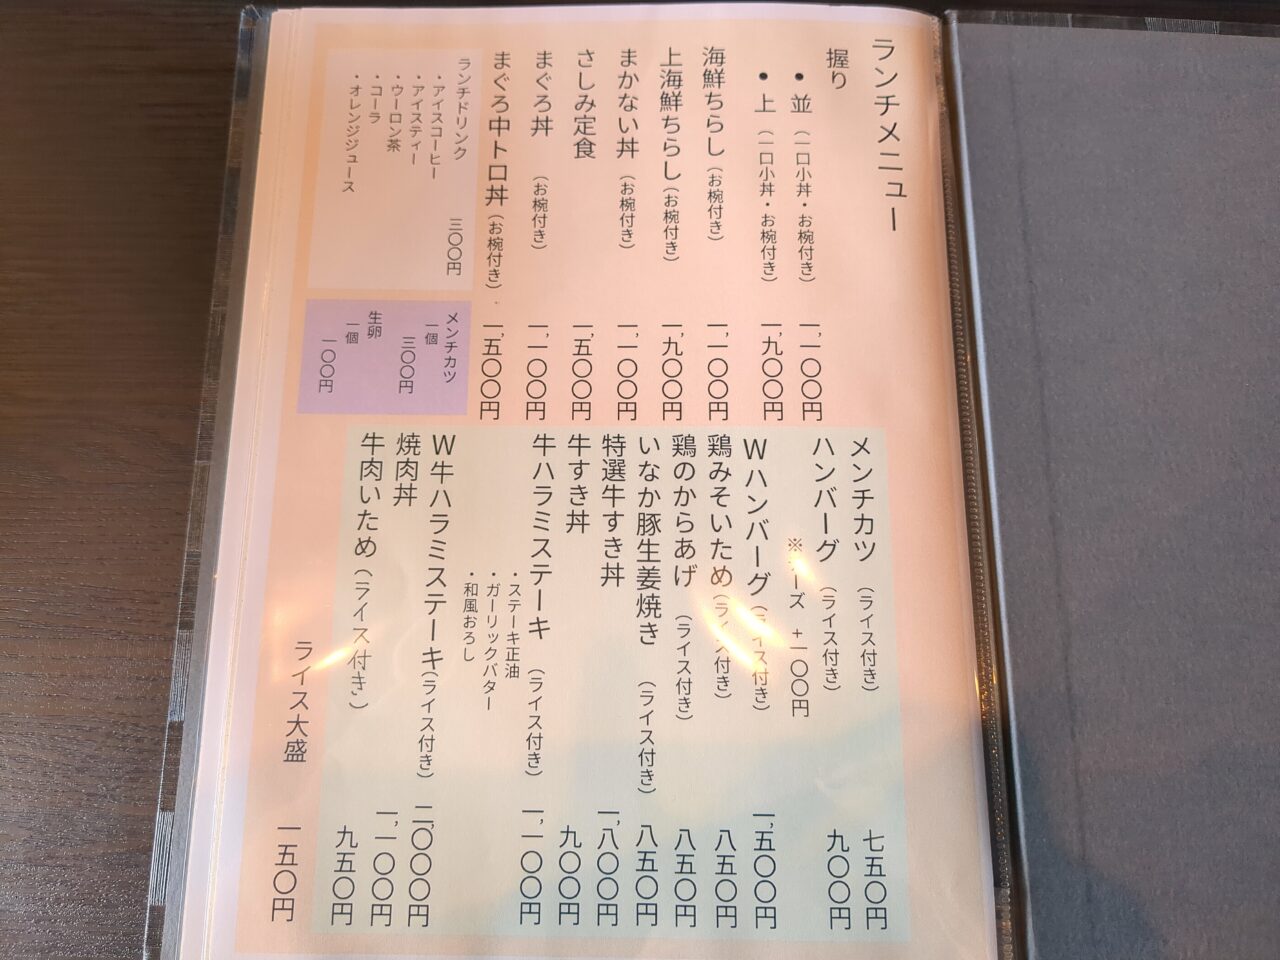 ランチメニュー
握り
● 並 （一口小丼・お椀付き） 一、一〇〇円
● 上 （一口小丼・お椀付き） 一、九〇〇円
海鮮ちらし（お椀付き） 一、一〇〇円
上海鮮ちらし（お椀付き） 一、九〇〇円
まかない丼（お椀付き） 一、一〇〇円
さしみ定食 一、五〇〇円
まぐろ丼（お椀付き） 一、一〇〇円
まぐろ中トロ丼（お椀付き） 一、五〇〇円
ランチドリンク 三〇〇円
・アイスコーヒー
・アイスティー
・ウーロン茶
・コーラ
・オレンジジュース
メンチカツ
一個 三〇〇円
生卵
一個 一〇〇円
メンチカツ（ライス付き） 七五〇円
ハンバーグ（ライス付き） 九〇〇円
※ ーズ +一〇〇円
Wハンバーグ（ライス付き） 一、五〇〇円
鶏みそいため（ライス付き） 八五〇円
鶏のからあげ（ライス付き） 八五〇円
いなか豚生姜焼き（ライス付き） 八五〇円
特選牛すき丼 一、八〇〇円
牛すき丼 九〇〇円
牛ハラミステーキ（ライス付き） 一、一〇〇円
・ステーキ正油
・ガーリックバター
・和風おろし
W牛ハラミステーキ（ライス付き） 二、〇〇〇円
焼肉丼 一、一〇〇円
牛肉いため（ライス付き） 九五〇円
ライス大盛 一五〇円